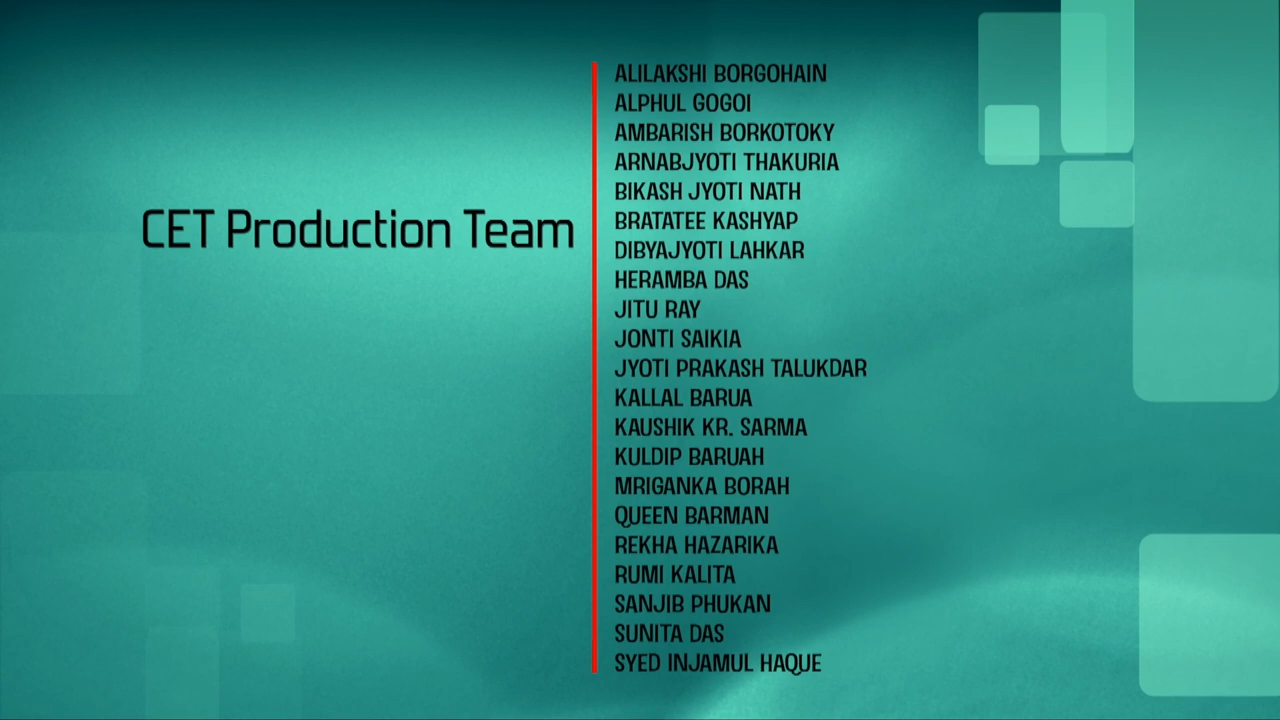 CET Production Team
ALILAKSHI BORGOHAIN
ALPHUL GOGOI
AMBARISH BORKOTOKY
ARNABJYOTI THAKURIA
BIKASH JYOTI NATH
BRATATEE KASHYAP
DIBYAJYOTI LAHKAR
HERAMBA DAS
JITU RAY
JONTI SAIKIA
JYOTI PRAKASH TALUKDAR
KALLAL BARUA
KAUSHIK KR. SARMA
KULDIP BARUAH
MRIGANKA BORAH
QUEEN BARMAN
REKHA HAZARIKA
RUMI KALITA
SANJIB PHUKAN
SUNITA DAS
SYED INJAMUL HAQUE